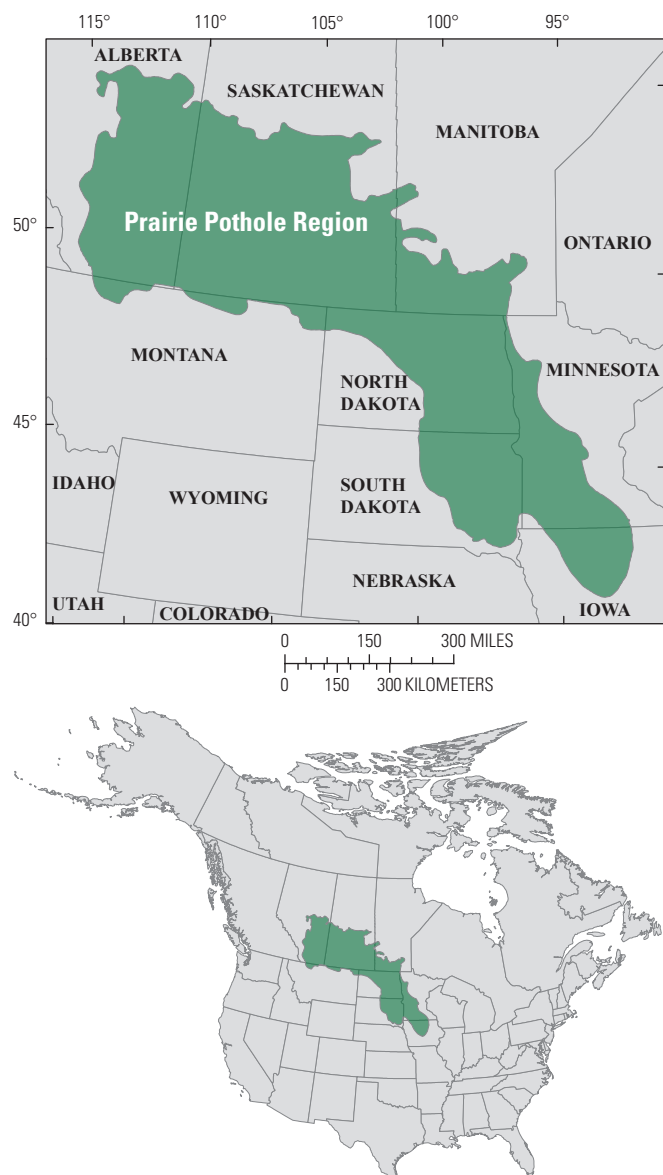 115° 110° 105° 100° 95°
ALBERTA
SASKATCHEWAN
MANITOBA
50°
Prairie Pothole Region
ONTARIO
MONTANA
NORTH
DAKOTA
MINNESOTA
45°
IDAHO
WYOMING
SOUTH
DAKOTA
NEBRASKA
UTAH
COLORADO
IOWA
40°
0 150 300 MILES
0 150 300 KILOMETERS